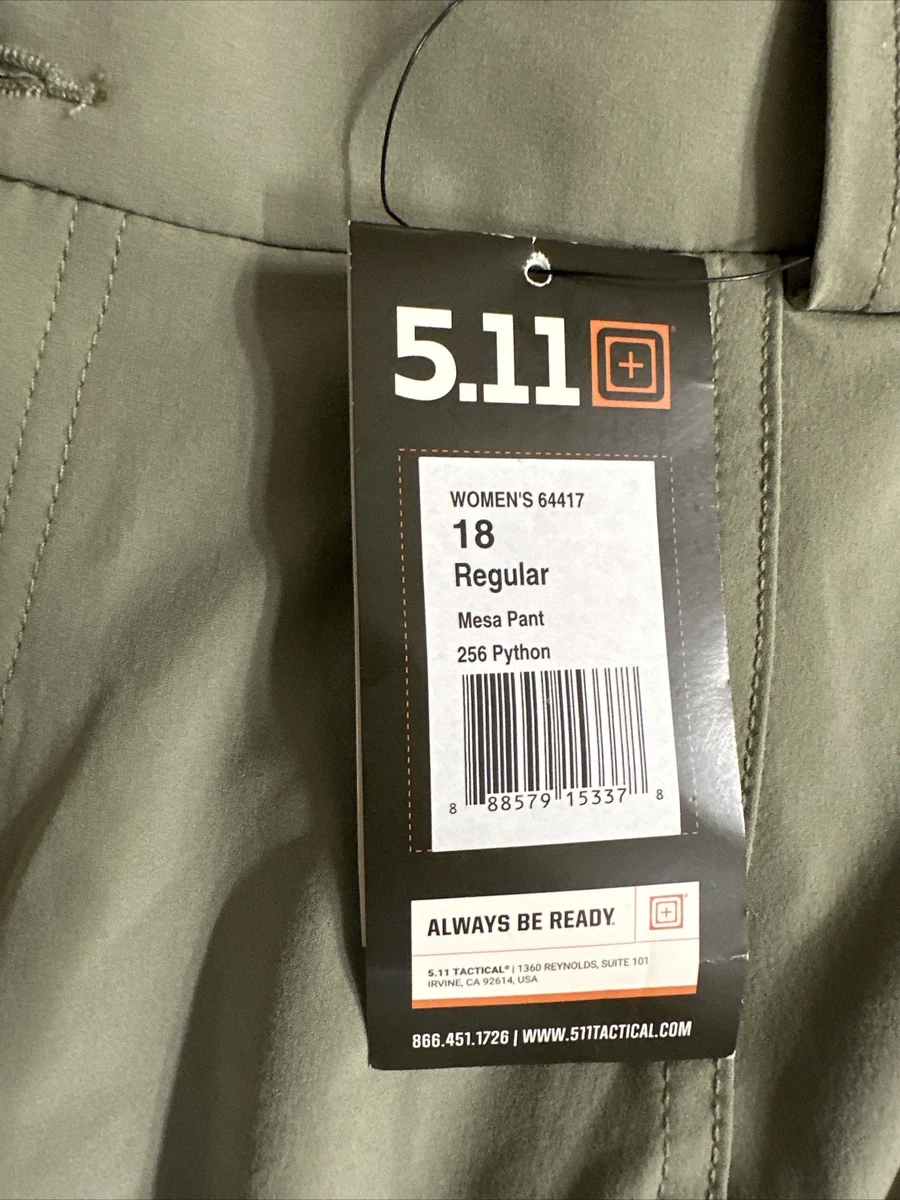 5.11
WOMEN'S 64417
18
Regular
Mesa Pant
256 Python
8 88579 15337 8
ALWAYS BE READY.
5.11 TACTICAL® | 1360 REYNOLDS, SUITE 101
IRVINE, CA 92614, USA
866.451.1726 | WWW.511TACTICAL.COM